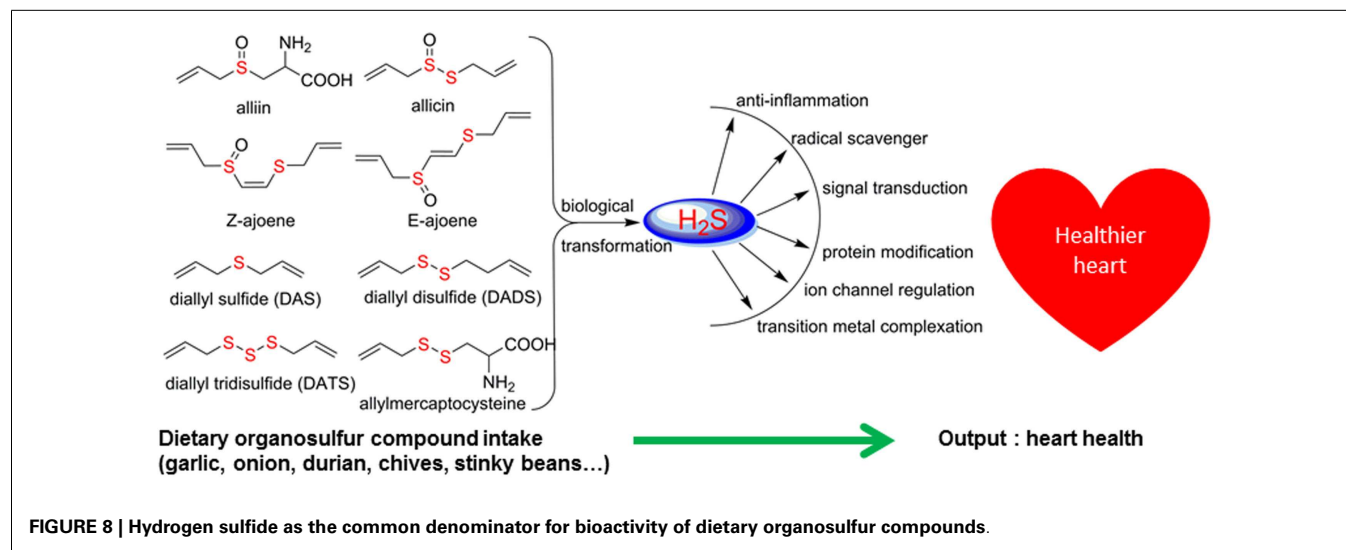 O
NH2
S
COOH
alliin
O
S
S
allicin
O
S
S
Z-ajoene
S
S
O
E-ajoene
S
diallyl sulfide (DAS)
S
S
diallyl disulfide (DADS)
S
S
S
diallyl tridisulfide (DATS)
S
S
COOH
NH2
allylmercaptocysteine
biological
transformation
H2S
anti-inflammation
radical scavenger
signal transduction
protein modification
ion channel regulation
transition metal complexation
Healthier
heart
Dietary organosulfur compound intake
(garlic, onion, durian, chives, stinky beans...)
Output : heart health
FIGURE 8 | Hydrogen sulfide as the common denominator for bioactivity of dietary organosulfur compounds.